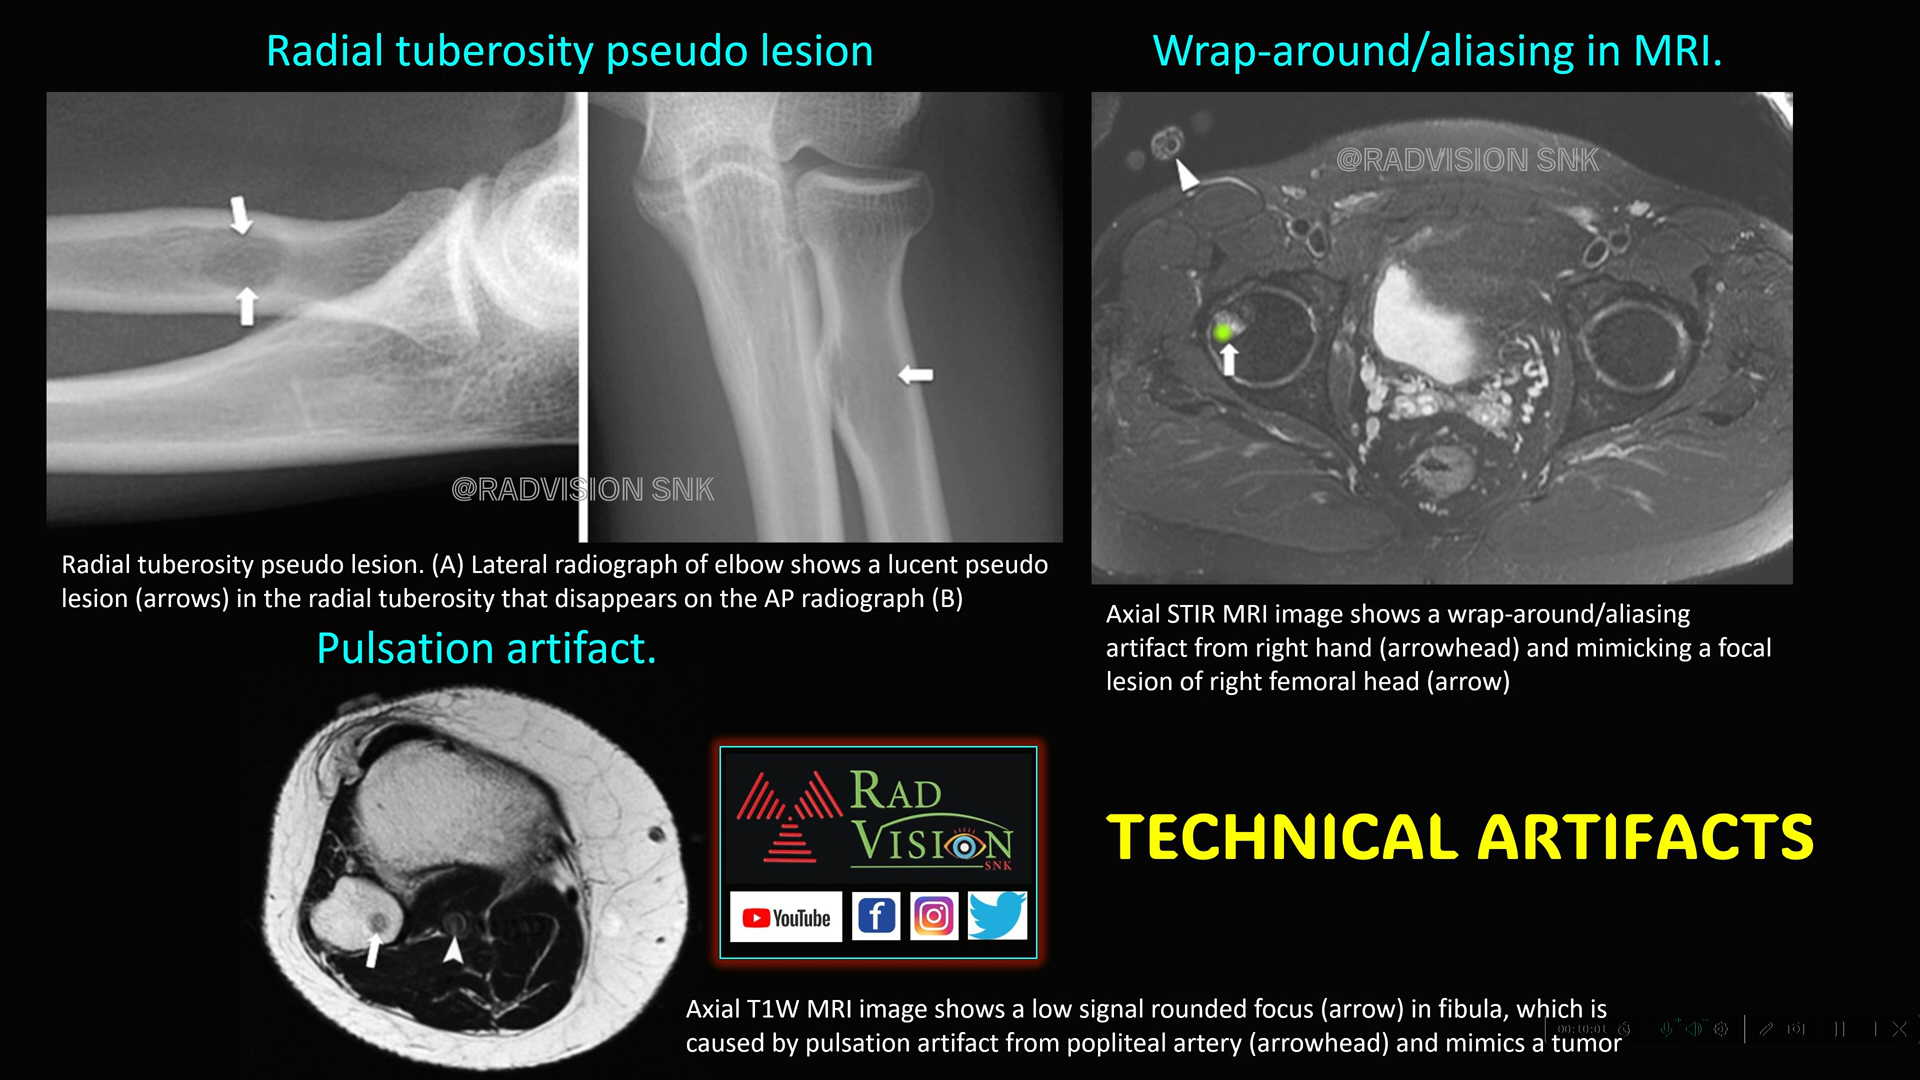 Radial tuberosity pseudo lesion
Wrap-around/aliasing in MRI.
@RADVISION SNK
@RADVISION SNK
Radial tuberosity pseudo lesion. (A) Lateral radiograph of elbow shows a lucent pseudo
lesion (arrows) in the radial tuberosity that disappears on the AP radiograph (B)
Axial STIR MRI image shows a wrap-around/aliasing
artifact from right hand (arrowhead) and mimicking a focal
lesion of right femoral head (arrow)
Pulsation artifact.
RAD
VISION
SNK
YouTube
TECHNICAL ARTIFACTS
Axial T1W MRI image shows a low signal rounded focus (arrow) in fibula, which is
caused by pulsation artifact from popliteal artery (arrowhead) and mimics a tumor
00:10:01